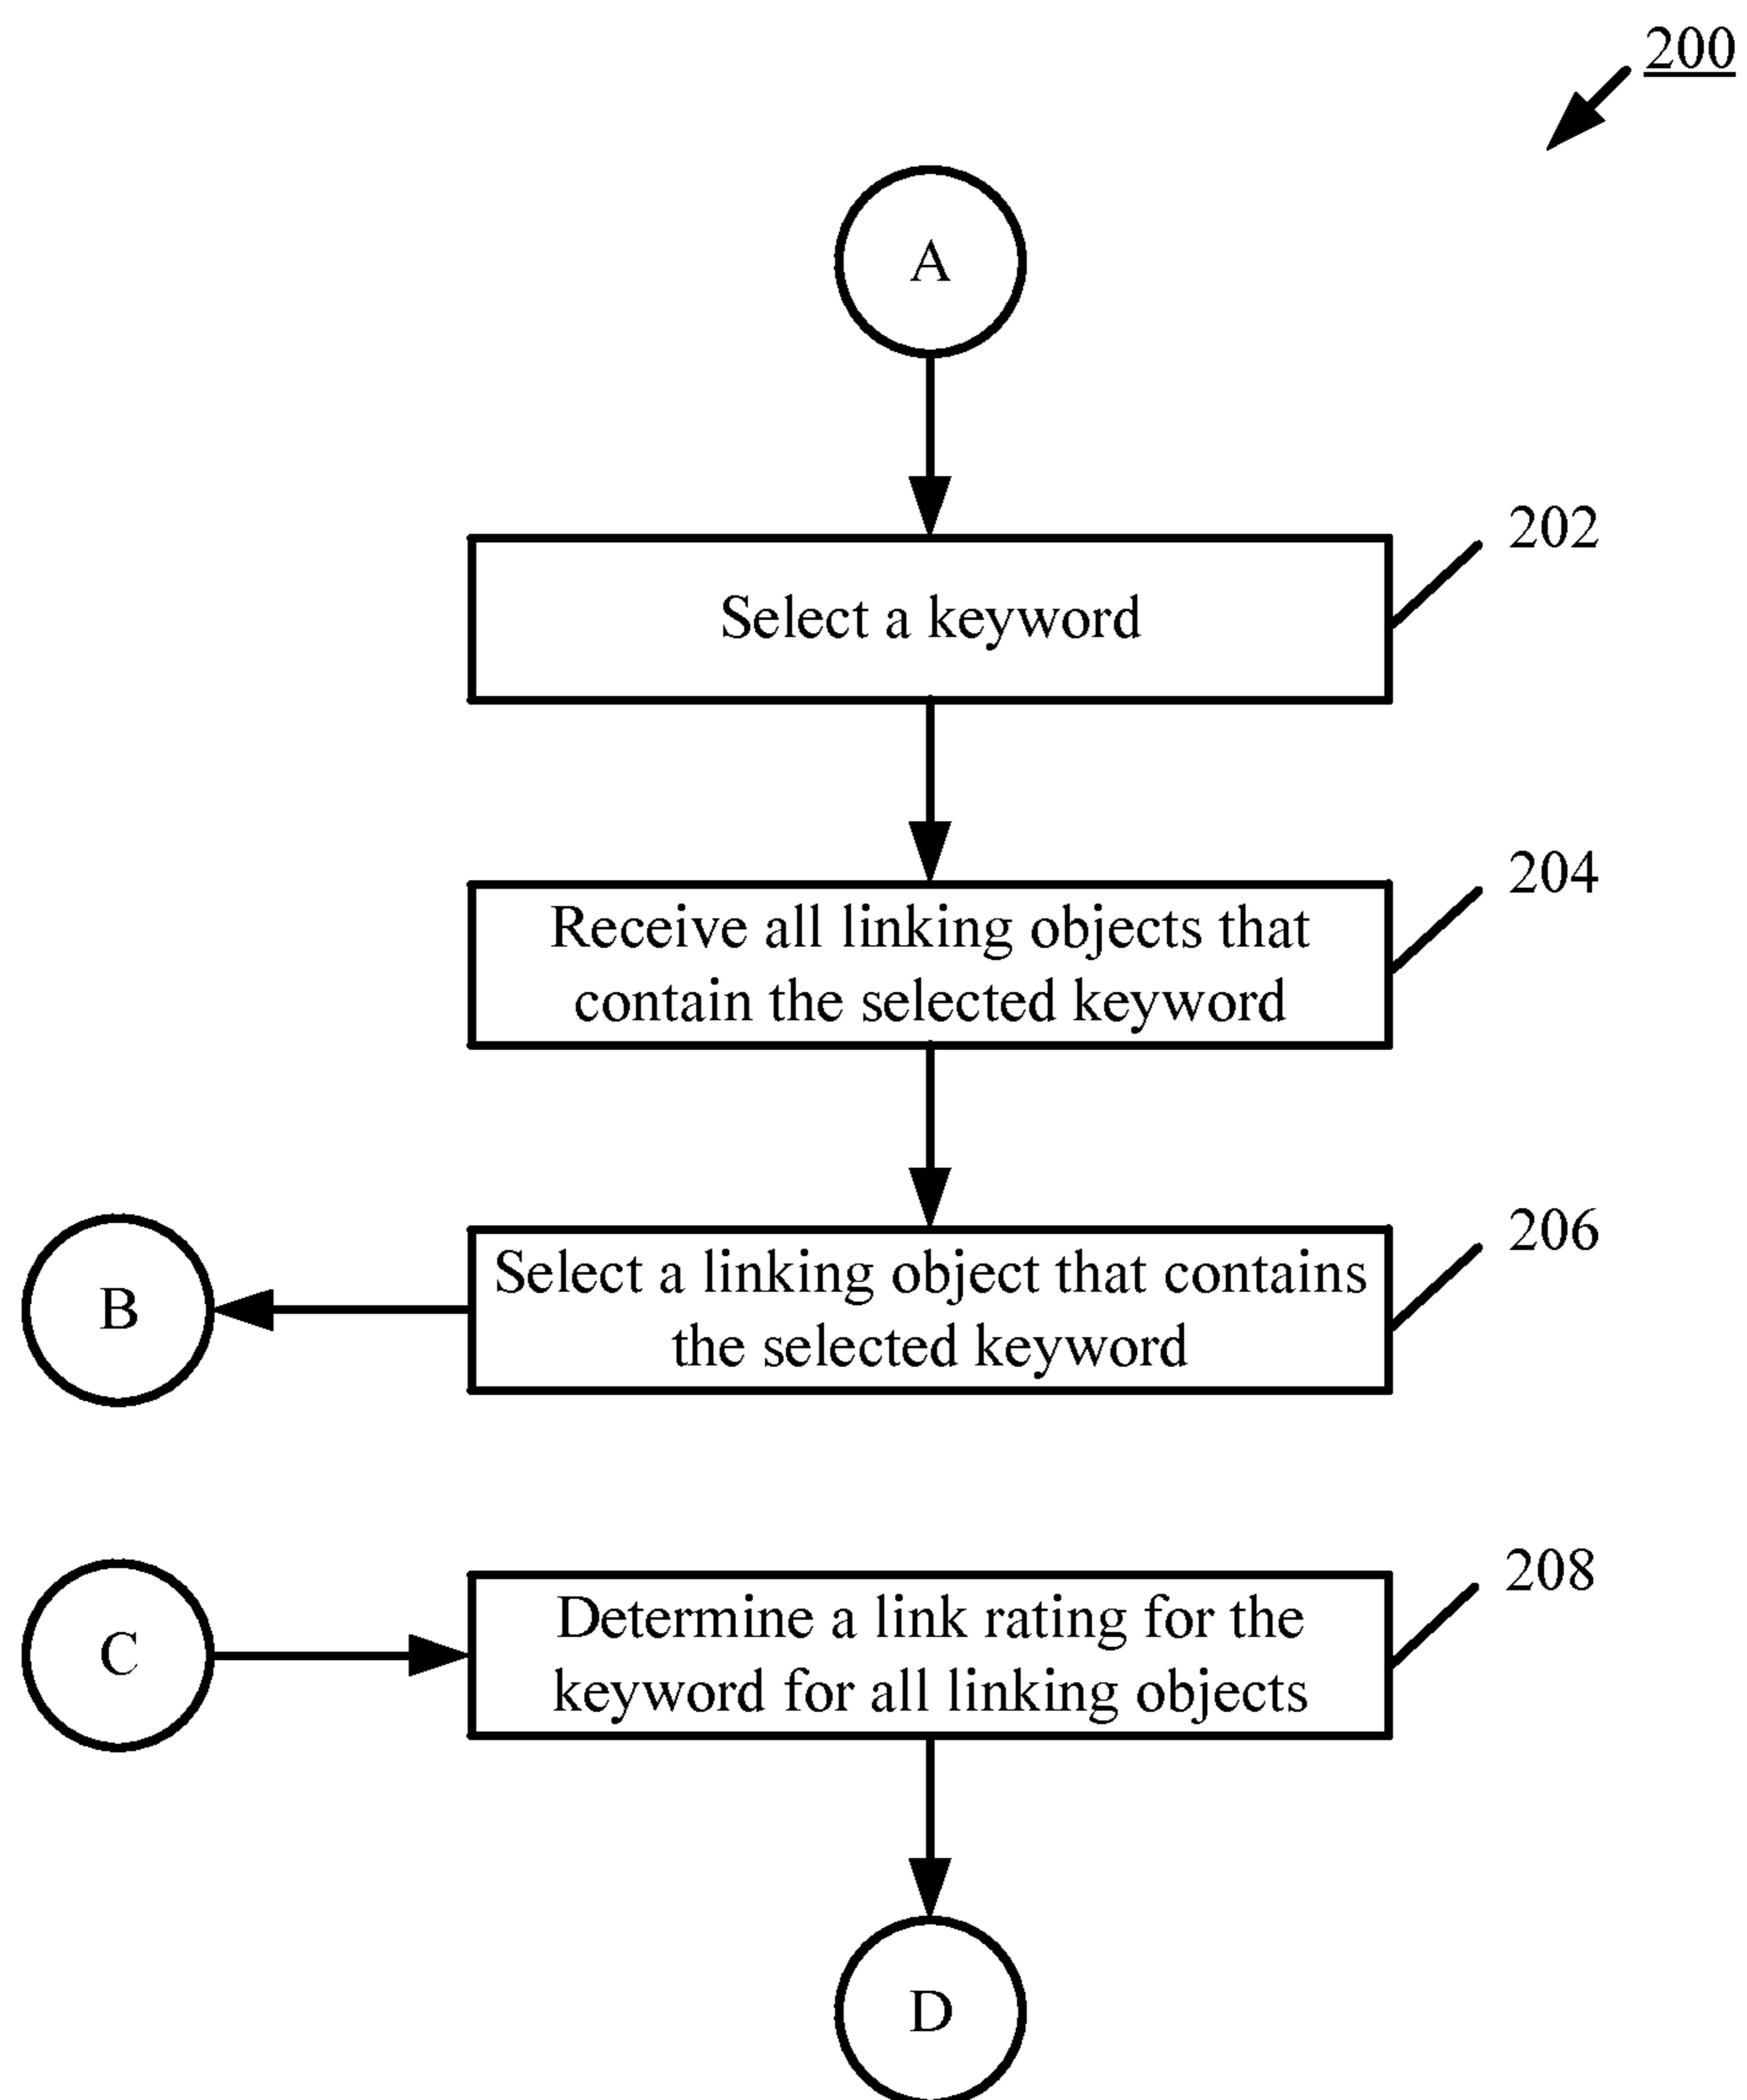 200
A
202
Select a keyword
204
Receive all linking objects that
contain the selected keyword
206
Select a linking object that contains
the selected keyword
B
208
C
Determine a link rating for the
keyword for all linking objects
D